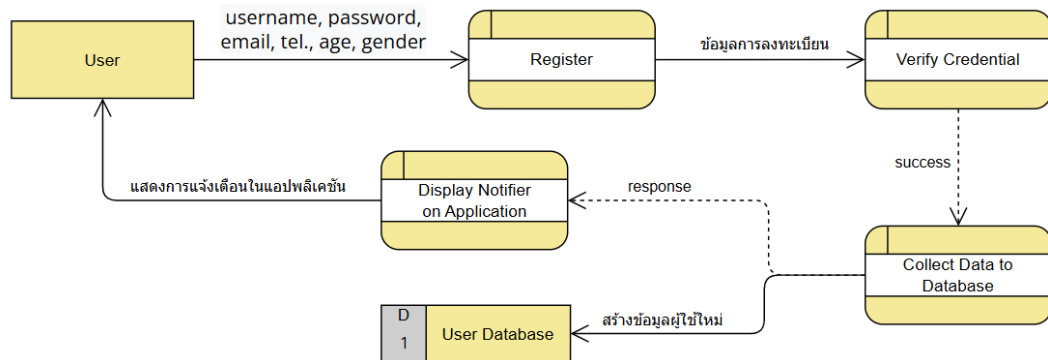 username, password,
email, tel., age, gender
User
Register
ข้อมูลการลงทะเบียน
Verify Credential
success
แสดงการแจ้งเตือนในแอปพลิเคชัน
Display Notifier
on Application
response
Collect Data to
Database
D
1
User Database
สร้างข้อมูลผู้ใช้ใหม่